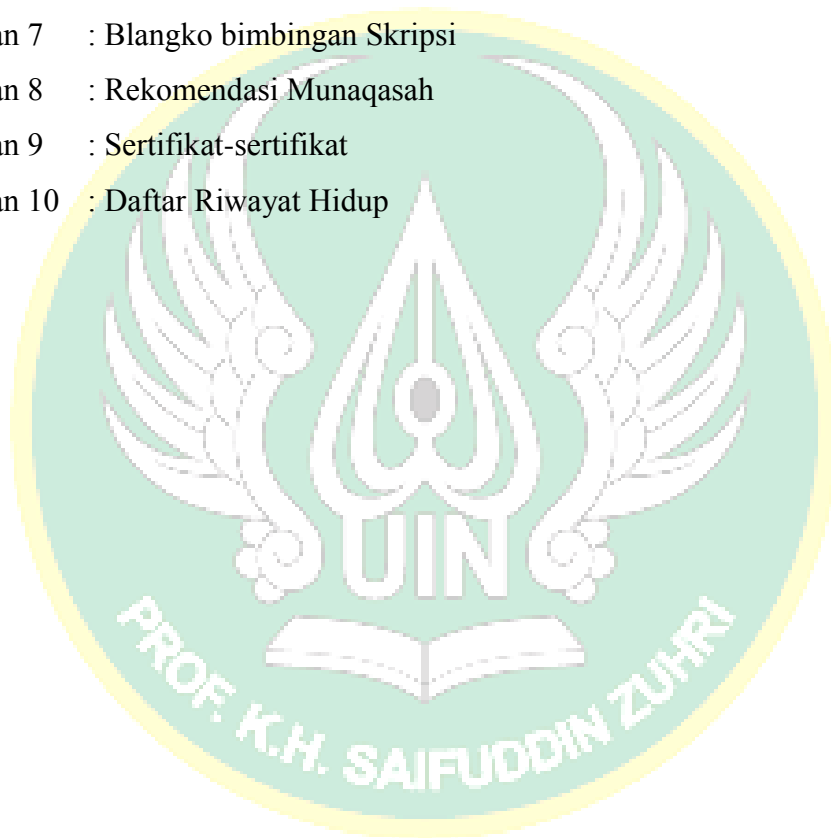 an 7 : Blangko bimbingan Skripsi
an 8 : Rekomendasi Munaqasah
an 9 : Sertifikat-sertifikat
an 10 : Daftar Riwayat Hidup
UIN
PROF. K.H. SAIFUDDIN ZUHRI